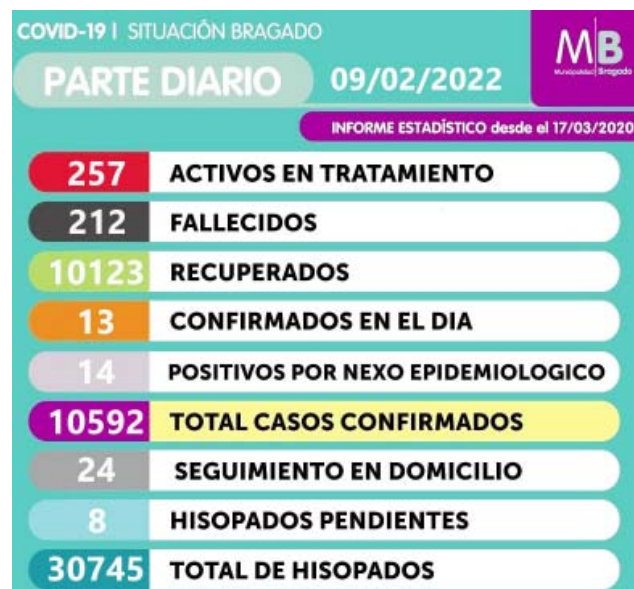 COVID-19 | SITUACIÓN BRAGADO
MB
Municipalidad Bragado
PARTE DIARIO 09/02/2022
INFORME ESTADÍSTICO desde el 17/03/2020
257 ACTIVOS EN TRATAMIENTO
212 FALLECIDOS
10123 RECUPERADOS
13 CONFIRMADOS EN EL DIA
14 POSITIVOS POR NEXO EPIDEMIOLOGICO
10592 TOTAL CASOS CONFIRMADOS
24 SEGUIMIENTO EN DOMICILIO
8 HISOPADOS PENDIENTES
30745 TOTAL DE HISOPADOS